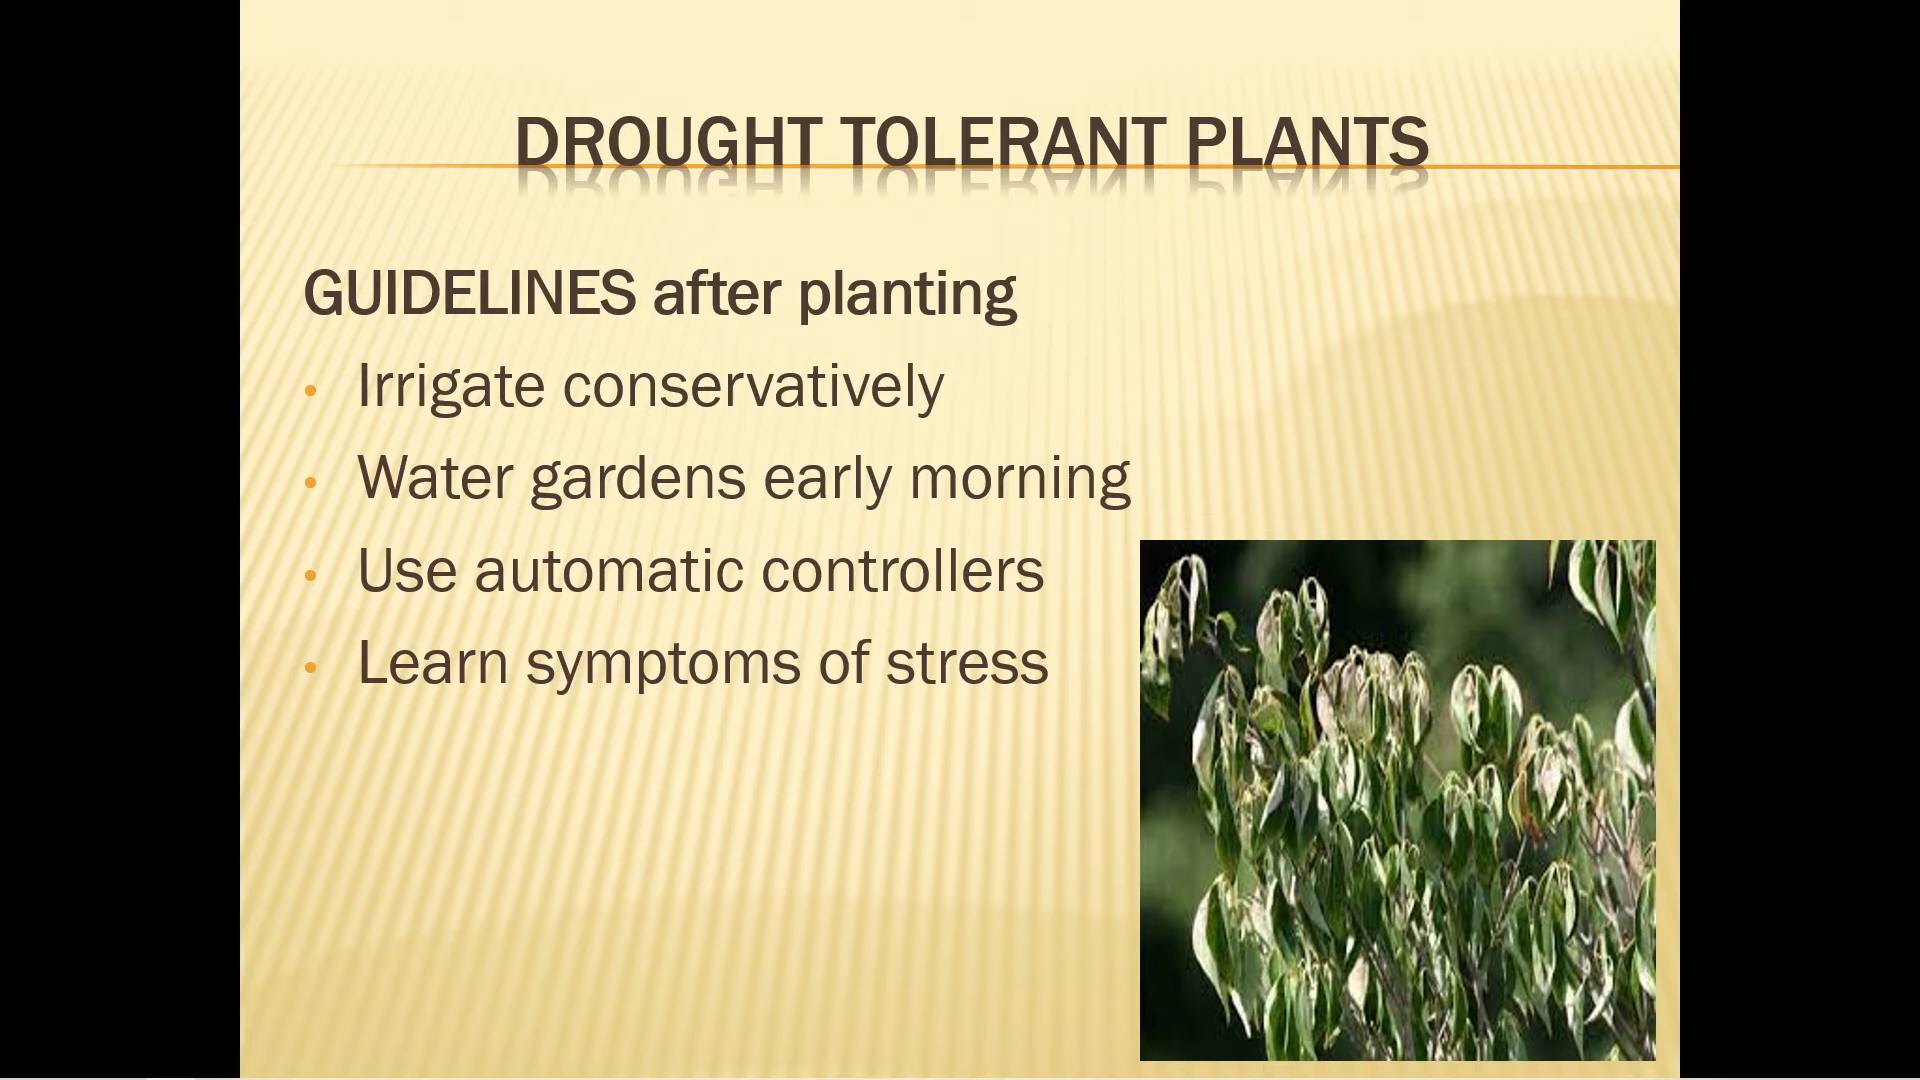 DROUGHT TOLERANT PLANTS
GUIDELINES after planting
• Irrigate conservatively
• Water gardens early morning
• Use automatic controllers
• Learn symptoms of stress